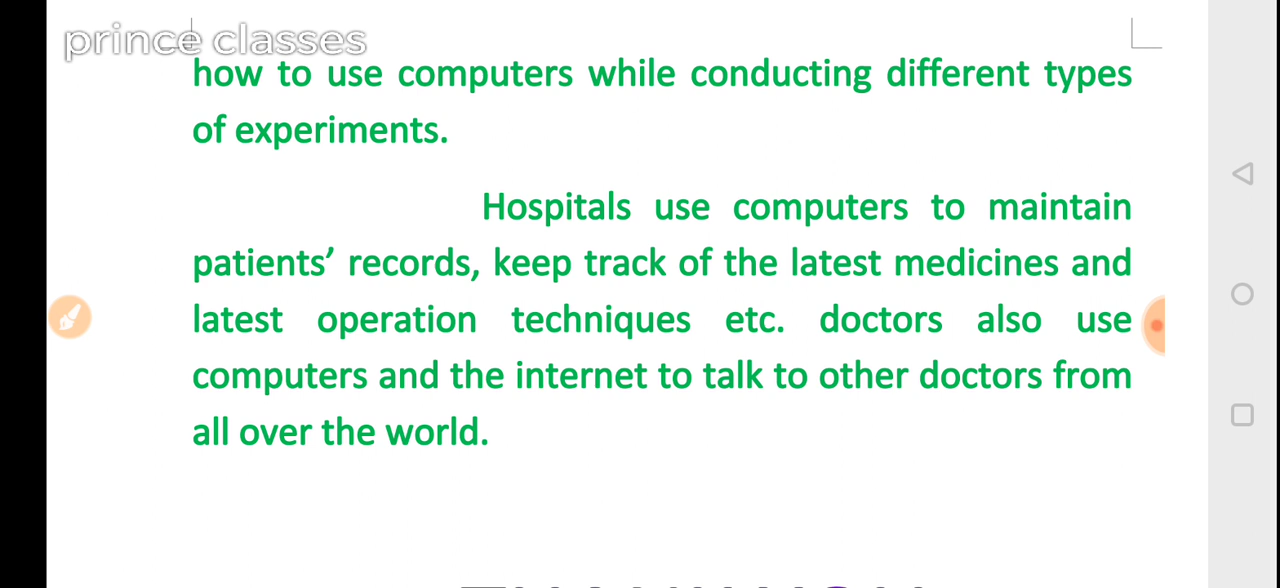 prince classes
how to use computers while conducting different types
of experiments.
Hospitals use computers to maintain
patients’ records, keep track of the latest medicines and
latest operation techniques etc. doctors also use
computers and the internet to talk to other doctors from
all over the world.